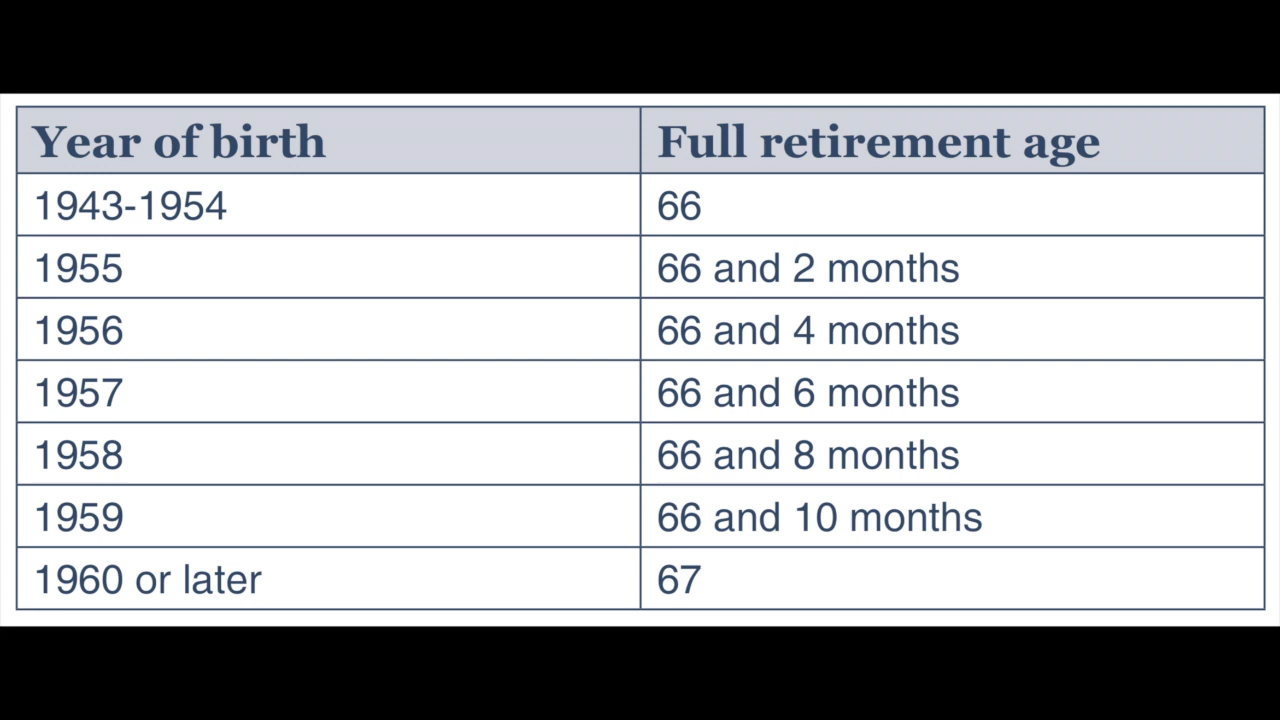 Year of birth Full retirement age
1943-1954 66
1955 66 and 2 months
1956 66 and 4 months
1957 66 and 6 months
1958 66 and 8 months
1959 66 and 10 months
1960 or later 67